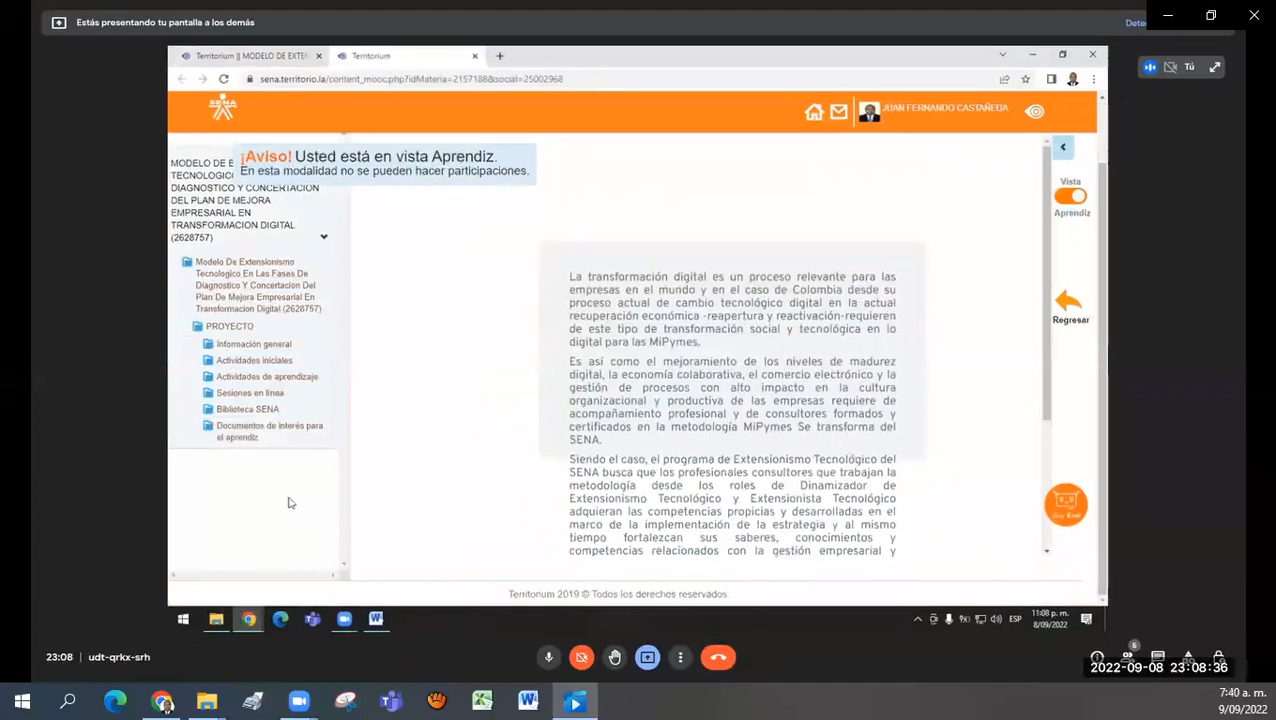 Estás presentando tu pantalla a los demás
Dete
Territorium || MODELO DE EXTEN
Territorium
sena.territorio.la/content_mooc.php?idMateria=2157188&social=25002968
SENA
JUAN FERNANDO CASTAÑEDA
¡Aviso! Usted está en vista Aprendiz.
En esta modalidad no se pueden hacer participaciones.
MODELO DE E
TECNOLOGICO
DIAGNOSTICO Y CONCERTACION
DEL PLAN DE MEJORA
EMPRESARIAL EN
TRANSFORMACION DIGITAL
(2628757)
Modelo De Extensionismo
Tecnologico En Las Fases De
Diagnostico Y Concertacion Del
Plan De Mejora Empresarial En
Transformacion Digital (2628757)
PROYECTO
Información general
Actividades iniciales
Actividades de aprendizaje
Sesiones en línea
Biblioteca SENA
Documentos de interés para
el aprendiz
La transformación digital es un proceso relevante para las
empresas en el mundo y en el caso de Colombia desde su
proceso actual de cambio tecnológico digital en la actual
recuperación económica -reapertura y reactivación-requieren
de este tipo de transformación social y tecnológica en lo
digital para las MiPymes.
Es así como el mejoramiento de los niveles de madurez
digital, la economía colaborativa, el comercio electrónico y la
gestión de procesos con alto impacto en la cultura
organizacional y productiva de las empresas requiere de
acompañamiento profesional y de consultores formados y
certificados en la metodología MiPymes Se transforma del
SENA.
Siendo el caso, el programa de Extensionismo Tecnológico del
SENA busca que los profesionales consultores que trabajan la
metodología desde los roles de Dinamizador de
Extensionismo Tecnológico y Extensionista Tecnológico
adquieran las competencias propicias y desarrolladas en el
marco de la implementación de la estrategia y al mismo
tiempo fortalezcan sus saberes, conocimientos y
competencias relacionados con la gestión empresarial y
Vista
Aprendiz
Regresar
Tú
Territorium 2019 © Todos los derechos reservados.
ESP
11:08 p. m.
8/09/2022
23:08 udt-qrkx-srh
6
2022-09-08 23:08:36
7:40 a. m.
9/09/2022